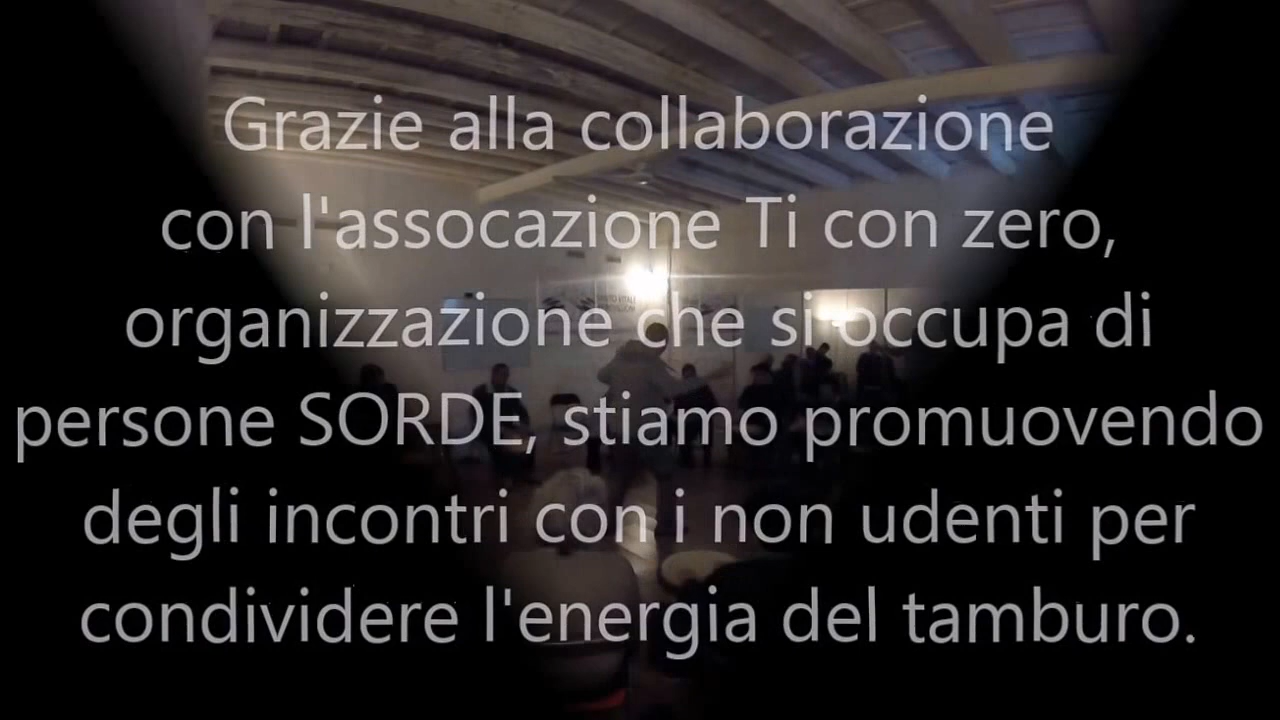 Grazie alla collaborazione
con l'assocazione Ti con zero,
organizzazione che si occupa di
persone SORDE, stiamo promuovendo
degli incontri con i non udenti per
condividere l'energia del tamburo.